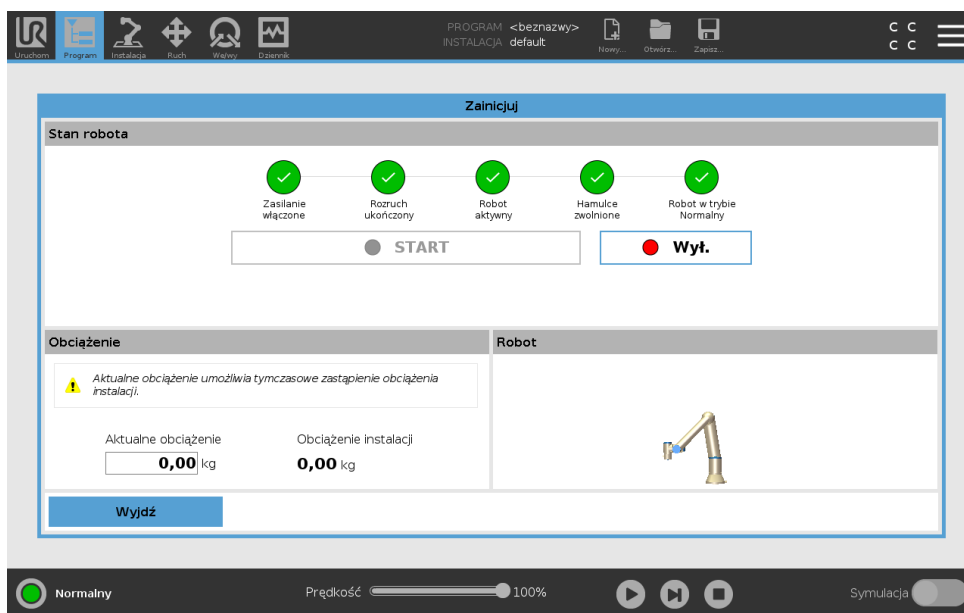 UR
PROGRAM <beznazwy>
INSTALACJA default
C C
C C
Uruchom Program Instalacja Ruch We/wy Dziennik Nowy... Otwórz... Zapisz...
Zainicjuj
Stan robota
Zasilanie włączone
Rozruch ukończony
Robot aktywny
Hamulce zwolnione
Robot w trybie Normalny
START
Wył.
Obciążenie
Robot
Aktualne obciążenie umożliwia tymczasowe zastąpienie obciążenia
instalacji.
Aktualne obciążenie
Obciążenie instalacji
0,00 kg
0,00 kg
Wyjdź
Normalny
Prędkość 100%
Symulacja